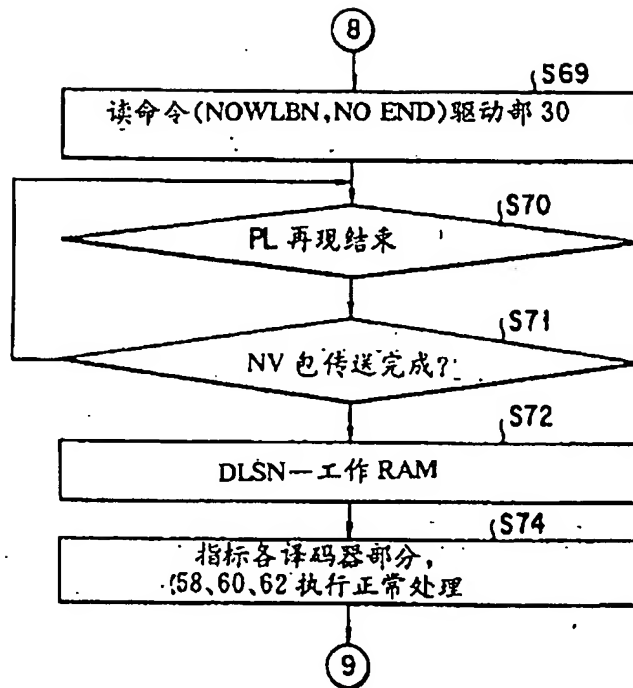 8
S69
读命令(NOWLBN,NO END)驱动部 30
S70
PL 再现结束
S71
NV 包传送完成?
S72
DLSN—工作 RAM
S74
指标各译码器部分,
58、60、62 执行正常处理
9